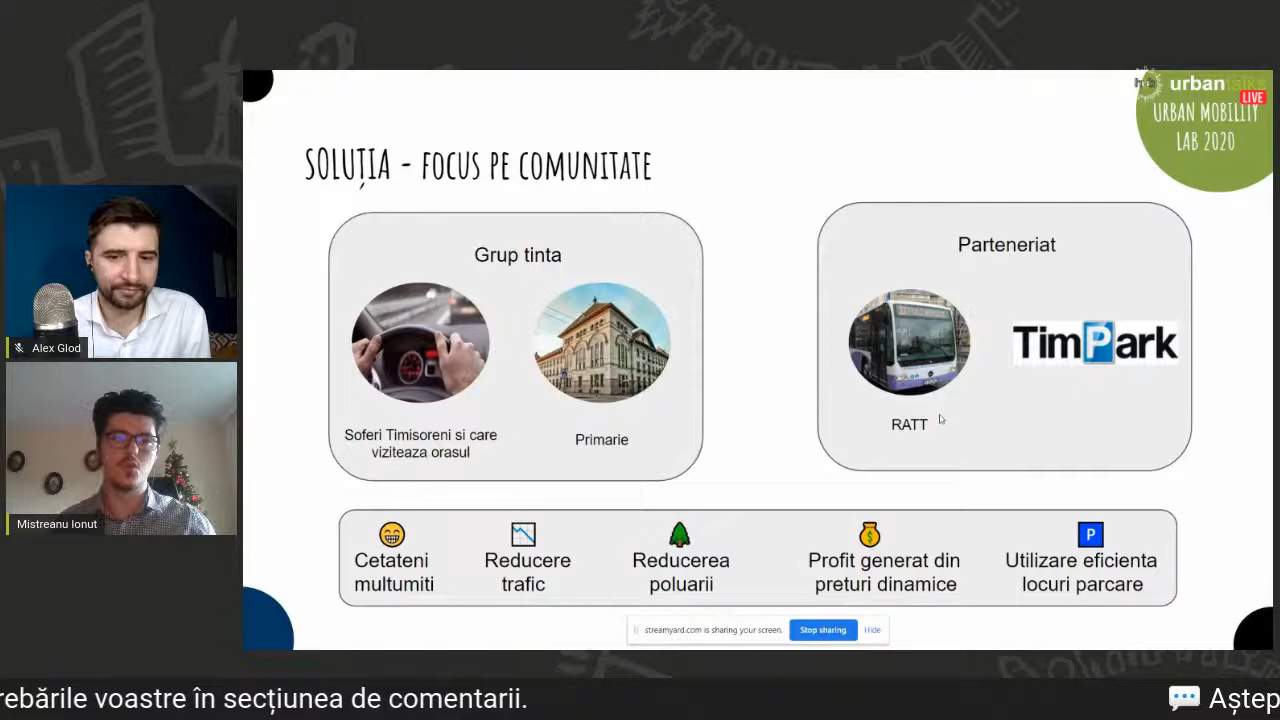 urbantalks
LIVE
URBAN MOBILITY
LAB 2020
SOLUȚIA - FOCUS PE COMUNITATE
Grup tinta
Soferi Timisoreni si care
viziteaza orasul
Primarie
Parteneriat
RATT
TimPark
Cetateni
multumiti
Reducere
trafic
Reducerea
poluarii
Profit generat din
preturi dinamice
P
Utilizare eficienta
locuri parcare
streamyard.com is sharing your screen.
Stop sharing
Hide
Alex Glod
Mistreanu Ionut
rebările voastre în secțiunea de comentarii.
Aștep